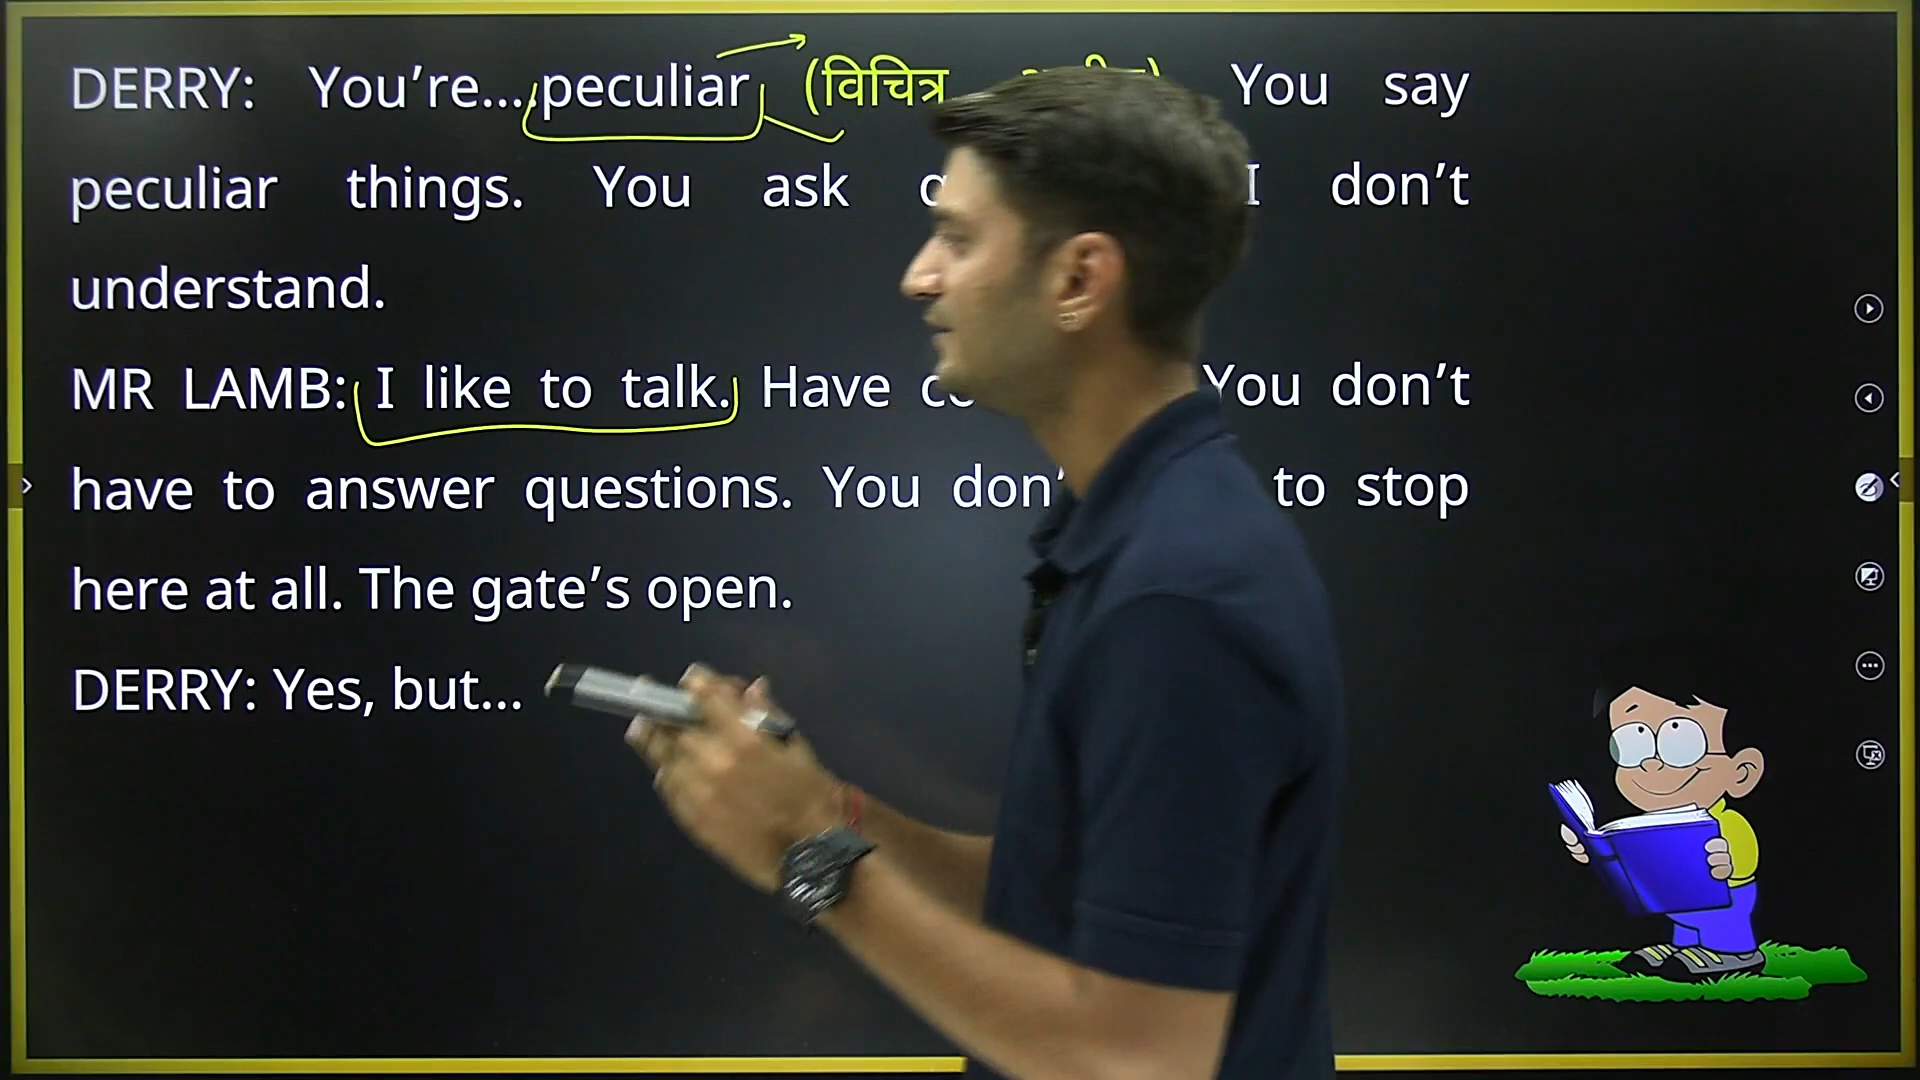 DERRY: You're....peculiar (विचित्र You say
peculiar things. You ask I don't
understand.
MR LAMB: I like to talk. Have You don't
have to answer questions. You don' to stop
here at all. The gate's open.
DERRY: Yes, but...